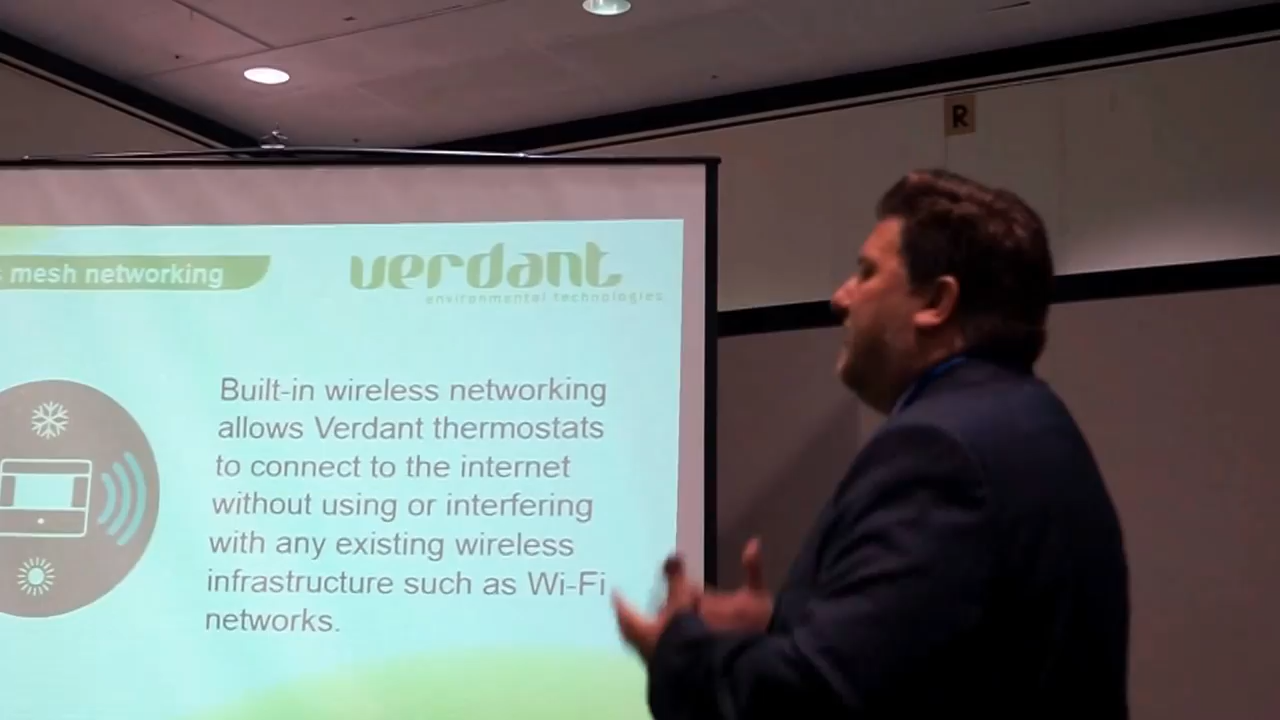 R
mesh networking
verdant
environmental technologies
Built-in wireless networking
allows Verdant thermostats
to connect to the internet
without using or interfering
with any existing wireless
infrastructure such as Wi-Fi
networks.